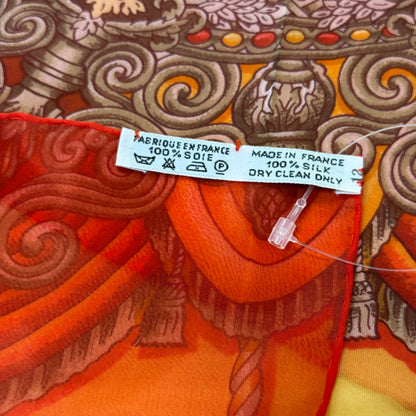 FABRIQUE EN FRANCE
100% SOIE
P
MADE IN FRANCE
100% SILK
DRY CLEAN ONLY